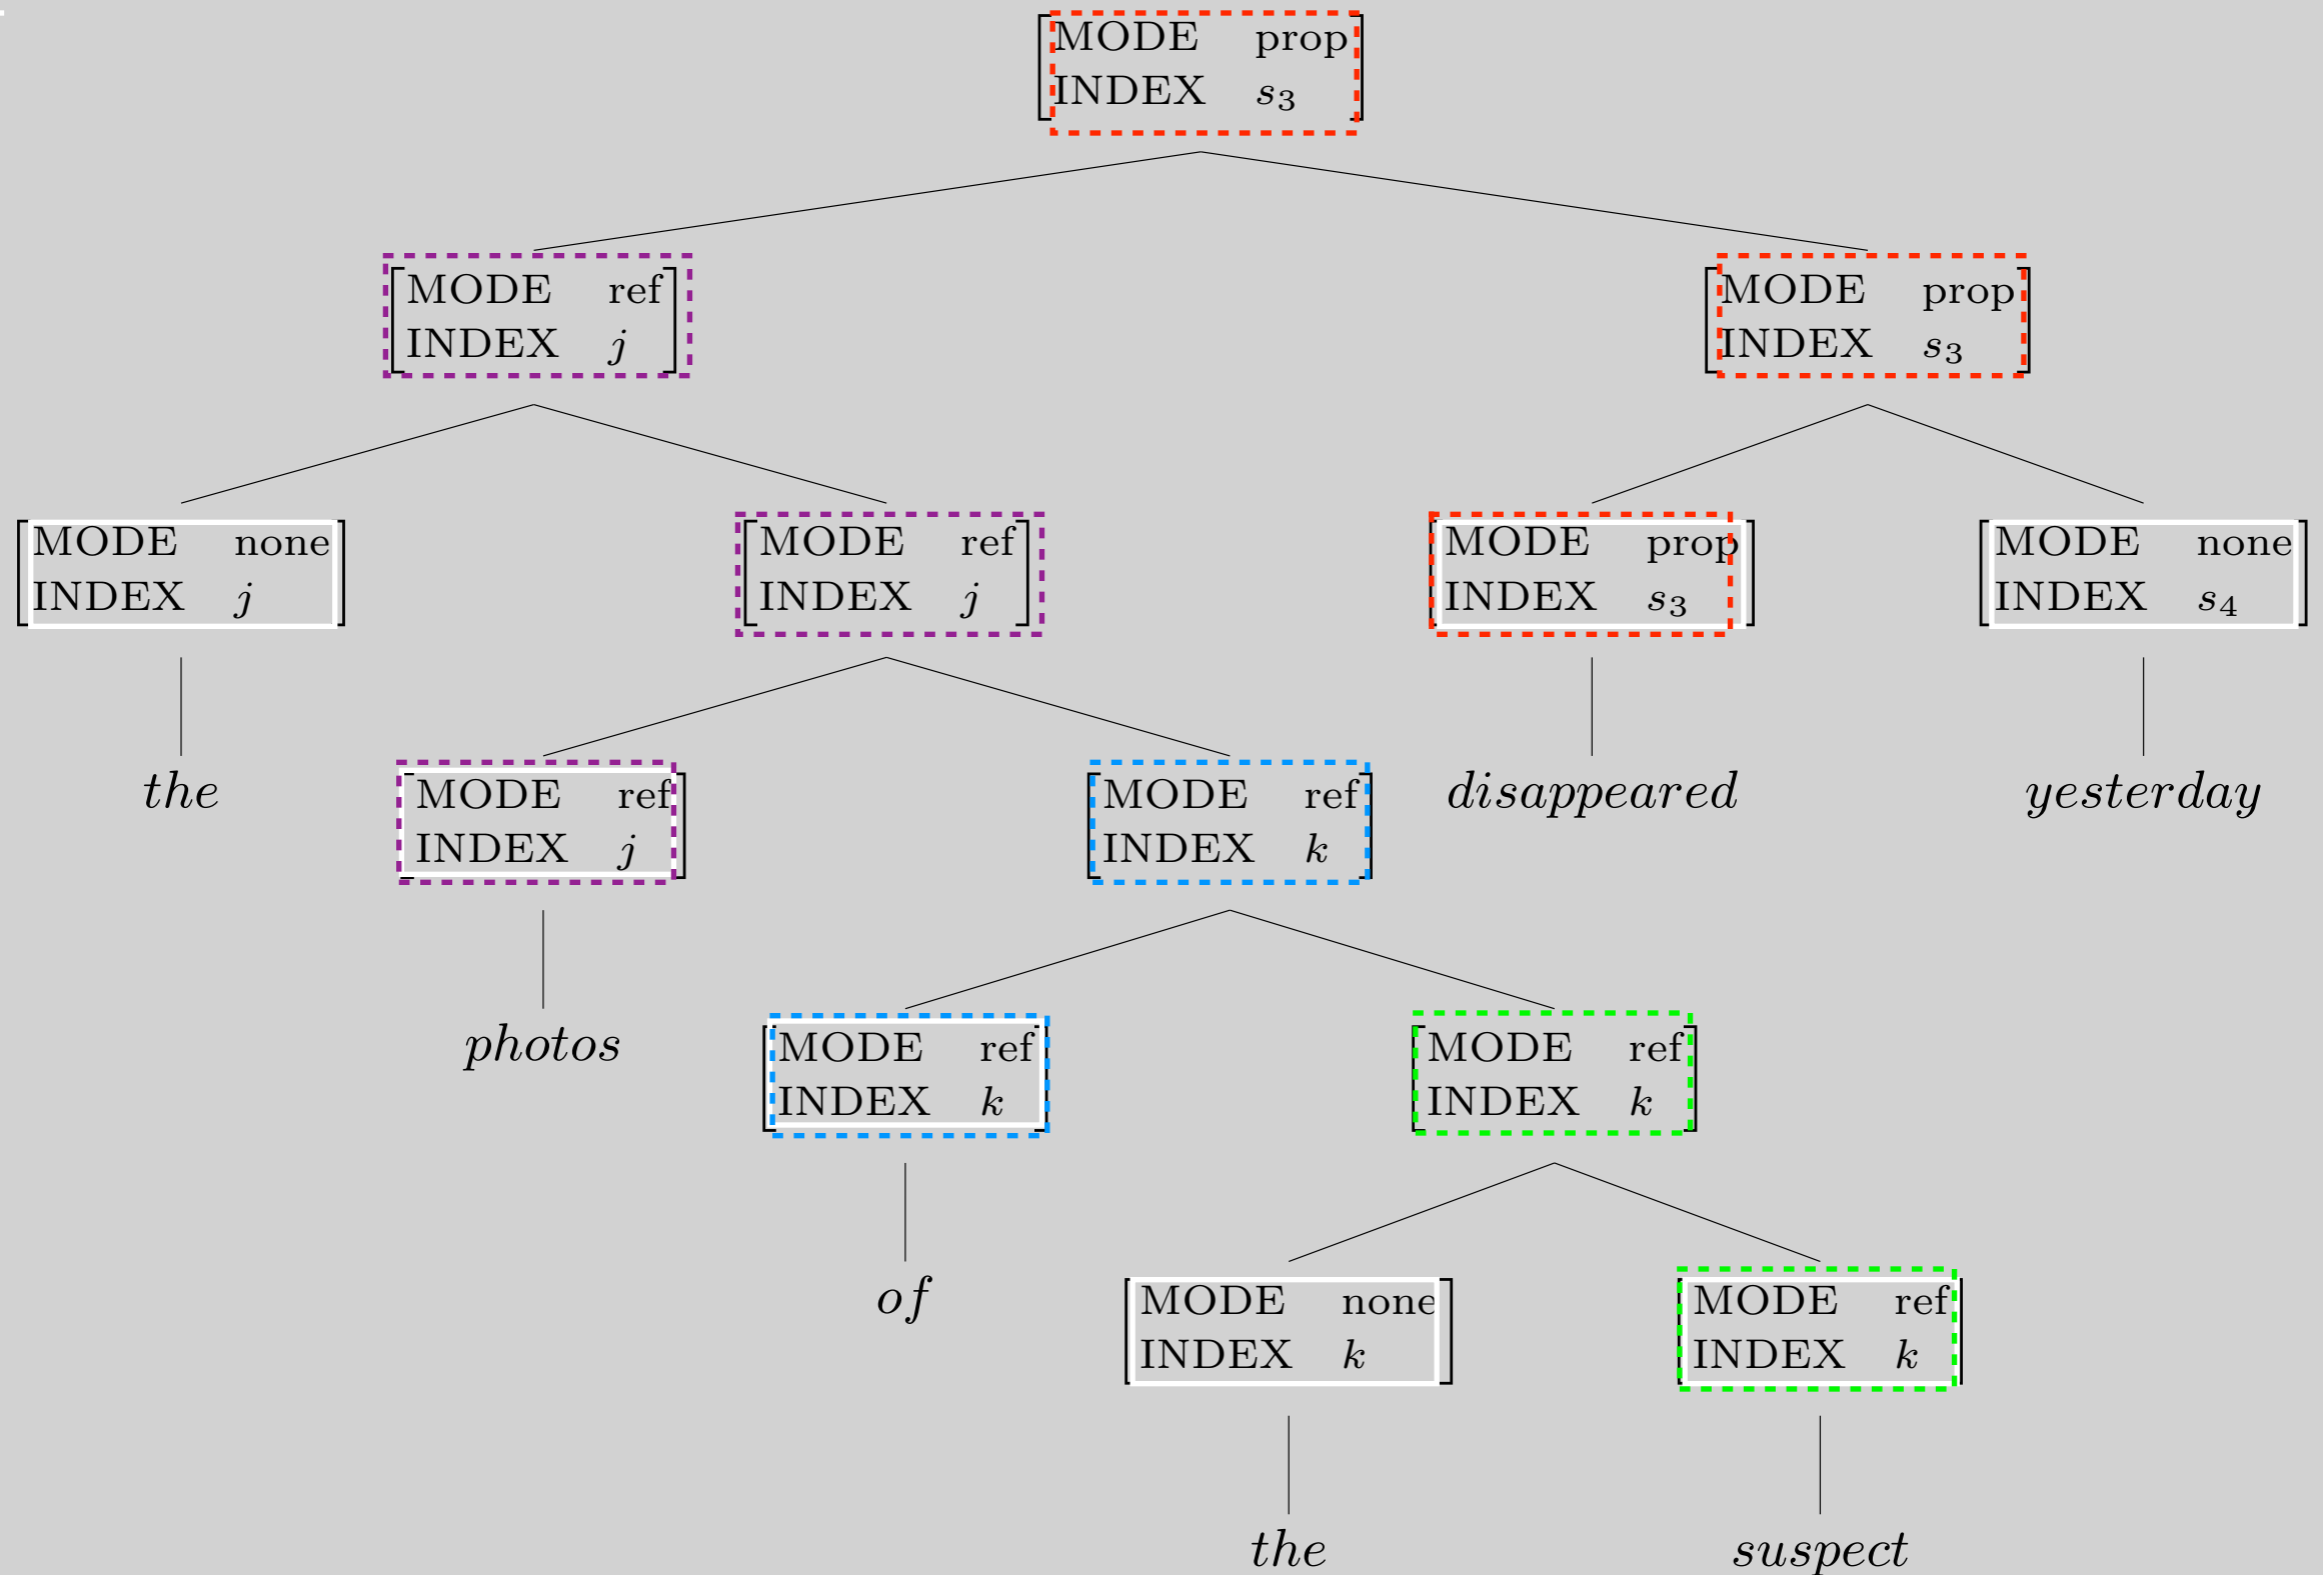 MODE prop
INDEX s₃
MODE ref
INDEX j
MODE prop
INDEX s₃
MODE none
INDEX j
MODE ref
INDEX j
MODE prop
INDEX s₃
MODE none
INDEX s₄
the
MODE ref
INDEX j
MODE ref
INDEX k
disappeared
yesterday
photos
MODE ref
INDEX k
MODE ref
INDEX k
of
MODE none
INDEX k
MODE ref
INDEX k
the
suspect